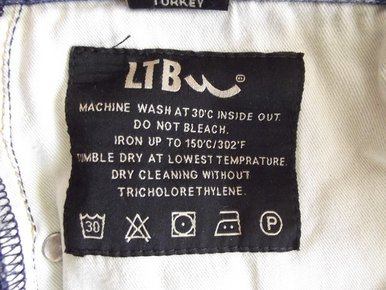 TURKEY
LTB
MACHINE WASH AT 30°C INSIDE OUT.
DO NOT BLEACH.
IRON UP TO 150°C/302°F
TUMBLE DRY AT LOWEST TEMPRATURE.
DRY CLEANING WITHOUT
TRICHOLORETHYLENE.
30 P